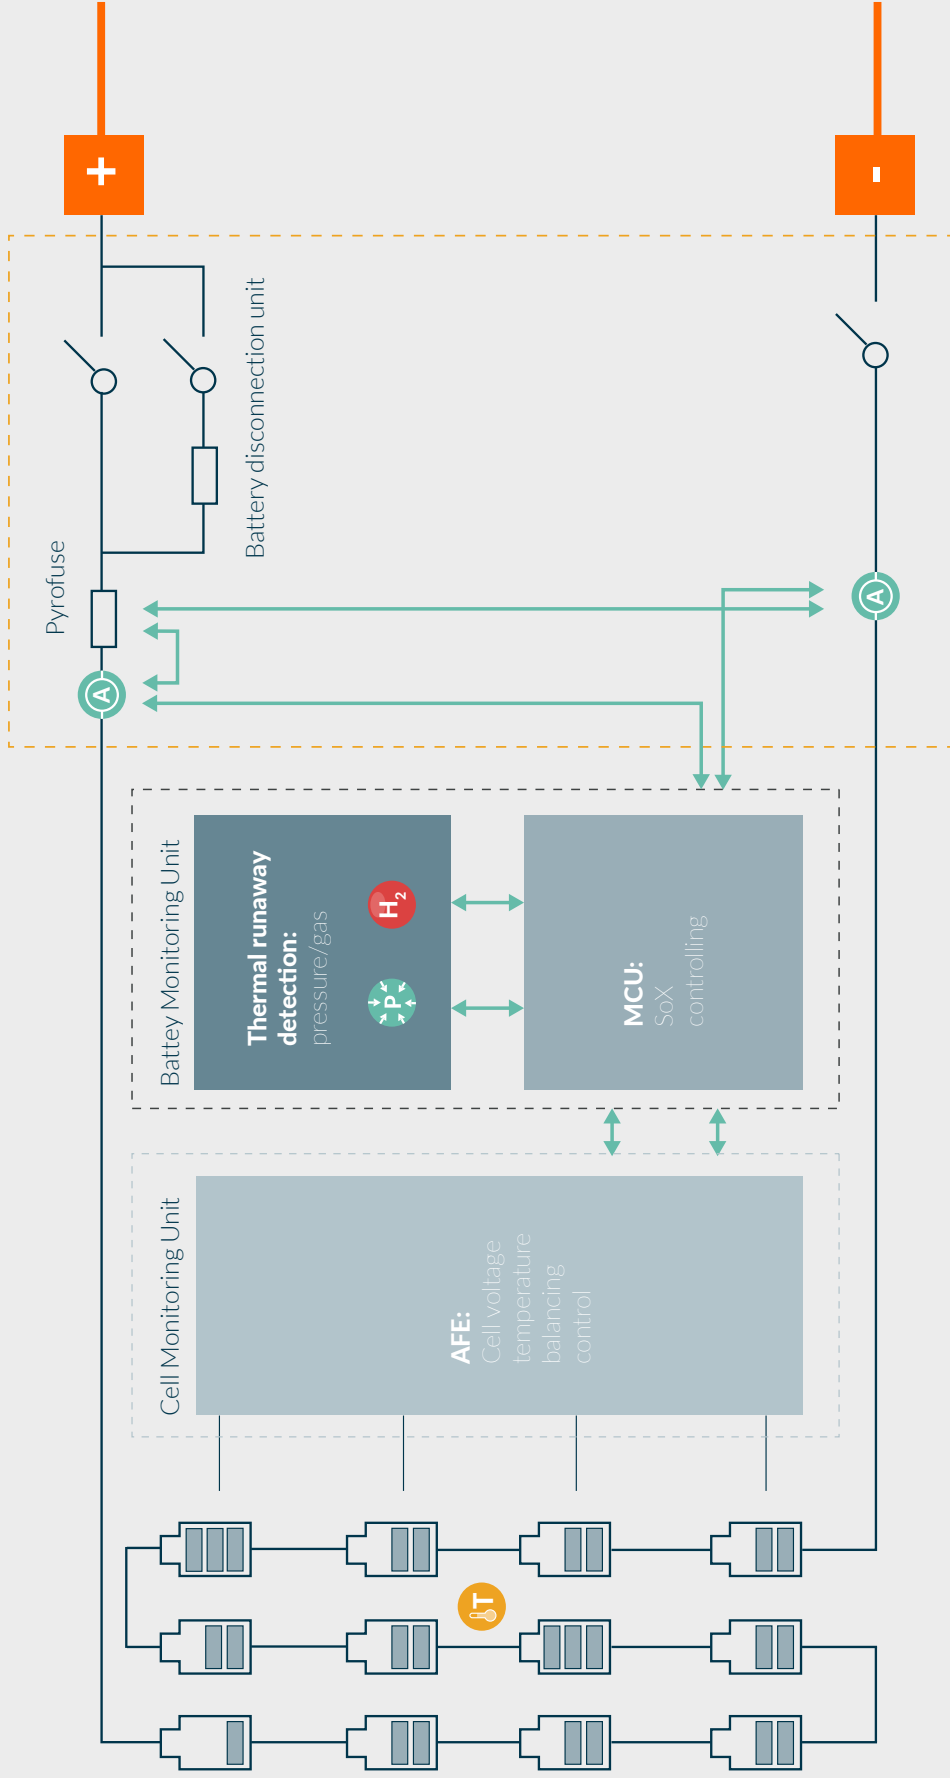 +
-
Pyrofuse
Battery disconnection unit
A
A
Battey Monitoring Unit
Thermal runaway
detection:
pressure/gas
P
H2
MCU:
SoX
controlling
Cell Monitoring Unit
AFE:
Cell voltage
temperature
balancing
control
T